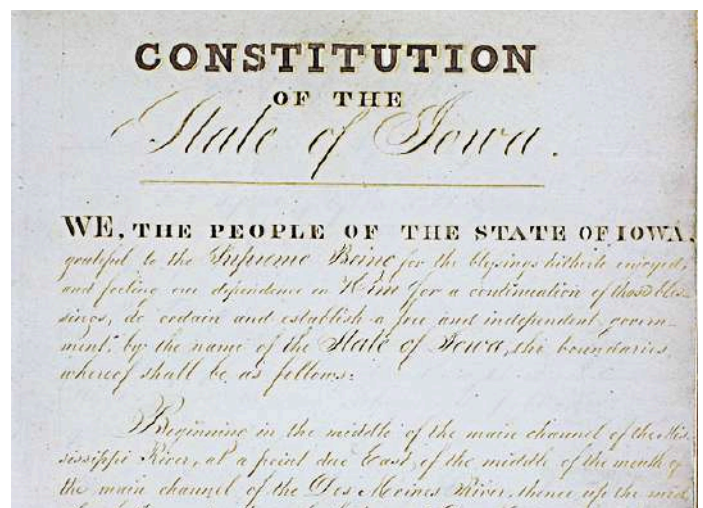 CONSTITUTION
OF THE
State of Iowa.
WE, THE PEOPLE OF THE STATE OF IOWA,
grateful to the Supreme Being for the blessings hitherto enjoyed,
and feeling our dependence on Him for a continuation of those bles-
sings, do ordain and establish a free and independent govern-
ment, by the name of the State of Iowa, the boundaries
whereof shall be as follows:
Beginning in the middle of the main channel of the Mis-
sissippi River, at a point due East, of the middle of the mouth of
the main channel of the Des Moines River, thence up the mid